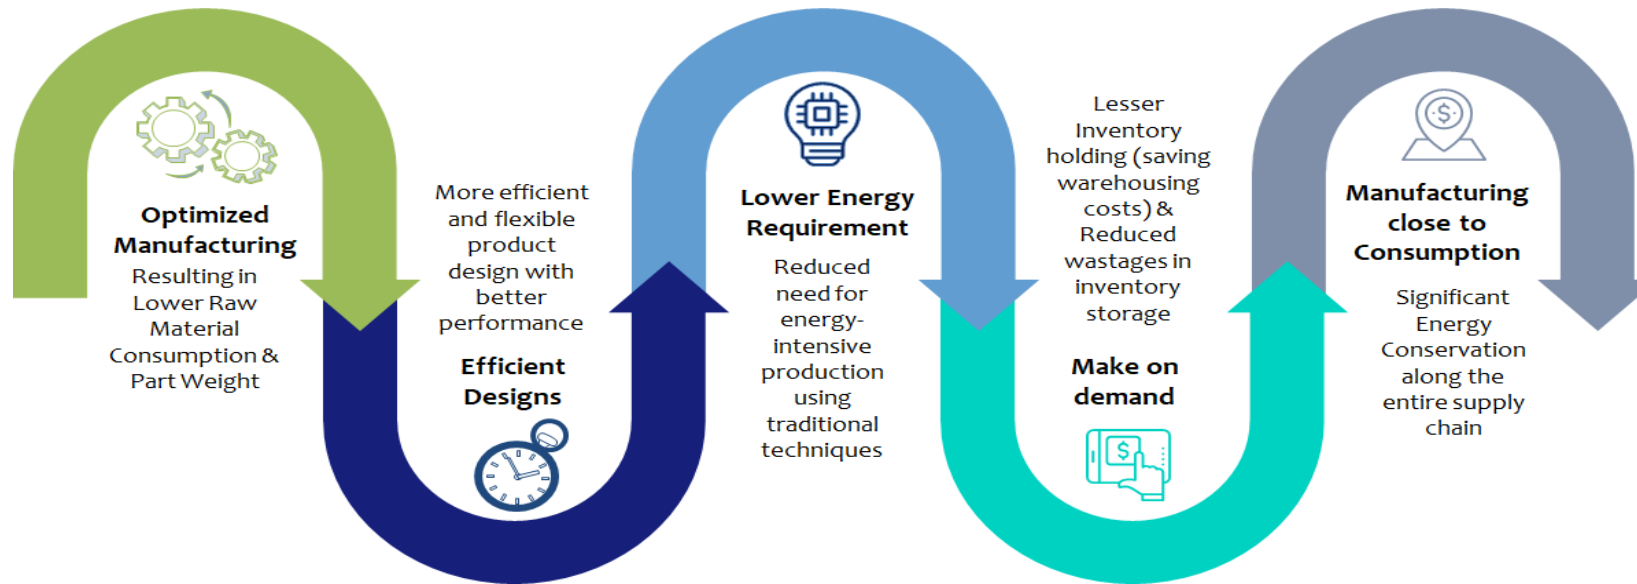 Optimized
Manufacturing
Resulting in
Lower Raw
Material
Consumption &
Part Weight
More efficient
and flexible
product
design with
better
performance
Efficient
Designs
Lower Energy
Requirement
Reduced
need for
energy-
intensive
production
using
traditional
techniques
Lesser
Inventory
holding (saving
warehousing
costs) &
Reduced
wastages in
inventory
storage
Make on
demand
$
$
Manufacturing
close to
Consumption
Significant
Energy
Conservation
along the
entire supply
chain